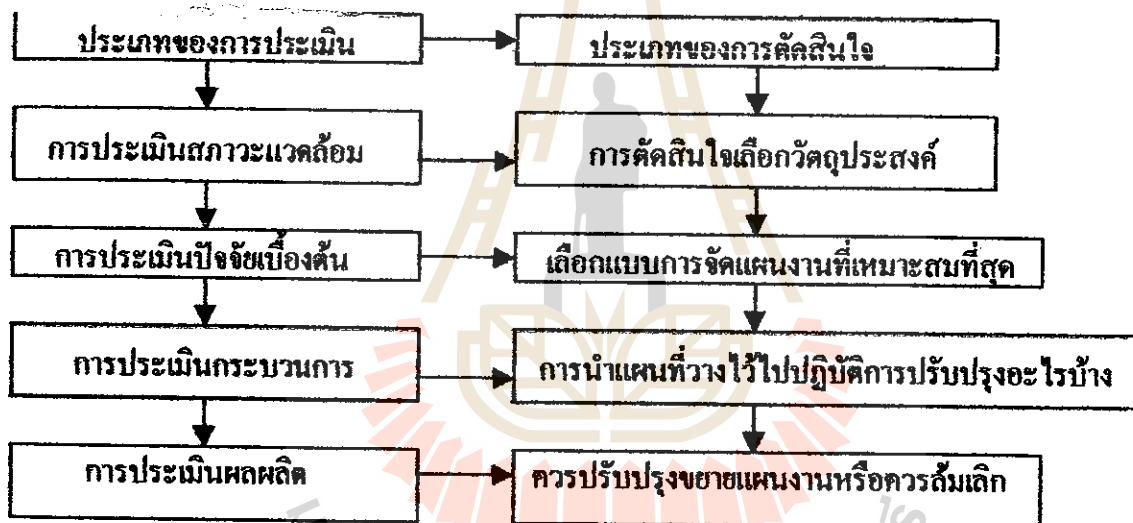 ประเภทของการประเมิน
ประเภทของการตัดสินใจ
การประเมินสภาวะแวดล้อม
การตัดสินใจเลือกวัตถุประสงค์
การประเมินปัจจัยเบื้องต้น
เลือกแบบการจัดแผนงานที่เหมาะสมที่สุด
การประเมินกระบวนการ
การนำแผนที่วางไว้ไปปฏิบัติการปรับปรุงอะไรบ้าง
การประเมินผลผลิต
ควรปรับปรุงขยายแผนงานหรือควรล้มเลิก